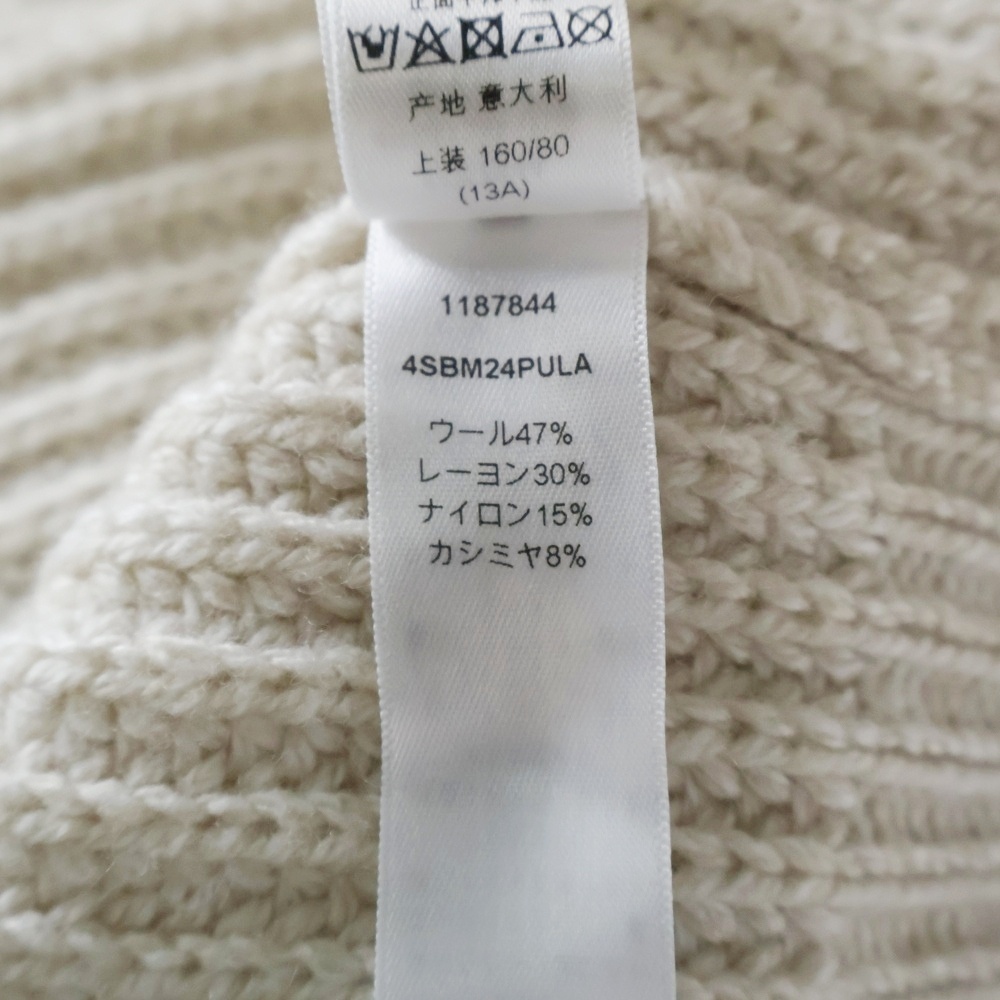 产地 意大利
上装 160/80
(13A)
1187844
4SBM24PULA
ウール47%
レーヨン30%
ナイロン15%
カシミヤ8%